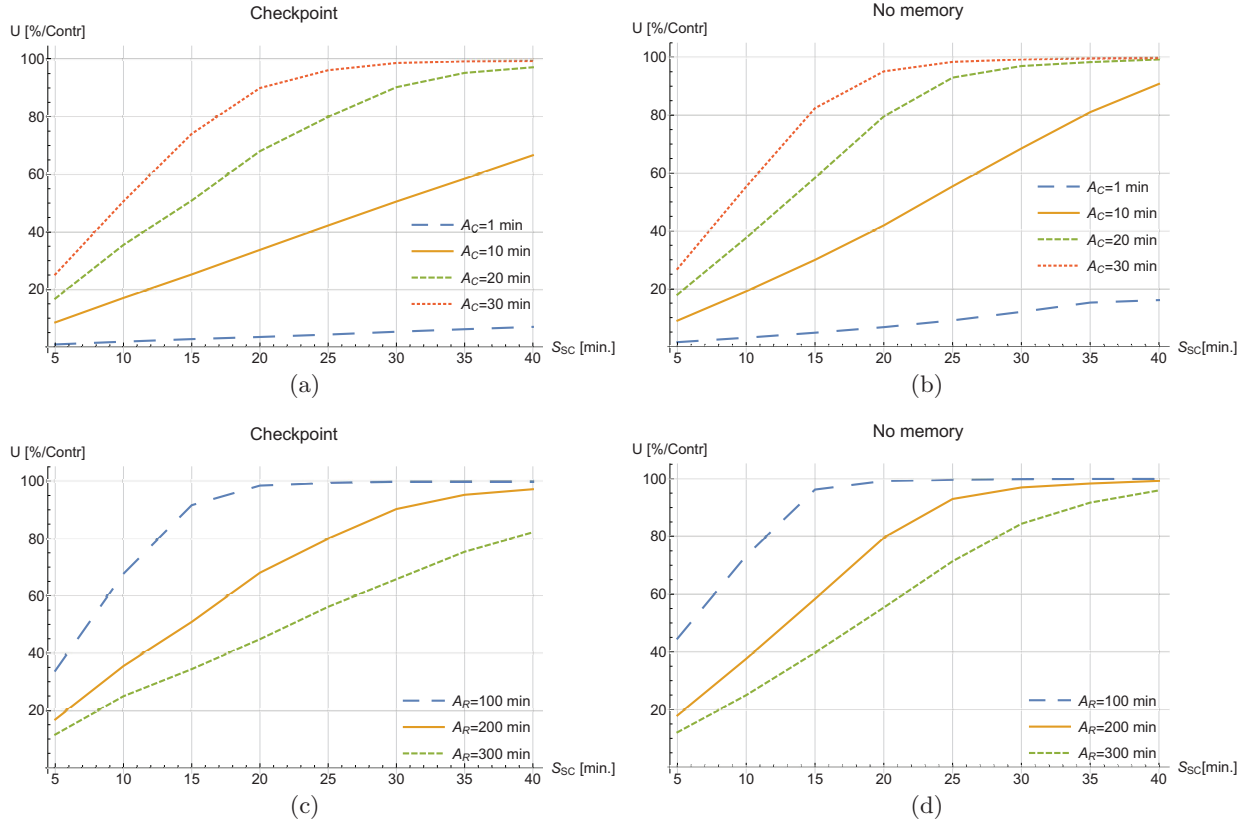 Checkpoint
U [%/Contr]
100
80
60
40
20
A_C=1 min
A_C=10 min
A_C=20 min
A_C=30 min
5 10 15 20 25 30 35 40
S_SC [min.]
(a)
No memory
U [%/Contr]
100
80
60
40
20
A_C=1 min
A_C=10 min
A_C=20 min
A_C=30 min
5 10 15 20 25 30 35 40
S_SC[min.]
(b)
Checkpoint
U [%/Contr]
100
80
60
40
20
A_R=100 min
A_R=200 min
A_R=300 min
5 10 15 20 25 30 35 40
S_SC [min.]
(c)
No memory
U [%/Contr]
100
80
60
40
20
A_R=100 min
A_R=200 min
A_R=300 min
5 10 15 20 25 30 35 40
S_SC[min.]
(d)